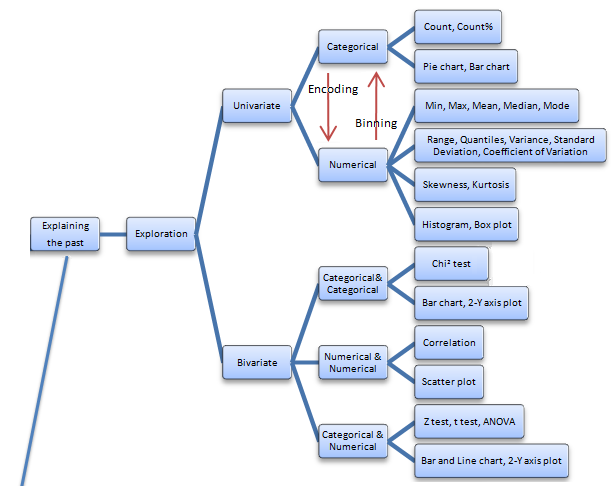 Count, Count%
Categorical
Pie chart, Bar chart
Encoding
Univariate
Min, Max, Mean, Median, Mode
Binning
Range, Quantiles, Variance, Standard
Deviation, Coefficient of Variation
Numerical
Skewness, Kurtosis
Histogram, Box plot
Explaining
the past
Exploration
Chi² test
Categorical&
Categorical
Bar chart, 2-Y axis plot
Bivariate
Correlation
Numerical &
Numerical
Scatter plot
Z test, t test, ANOVA
Categorical &
Numerical
Bar and Line chart, 2-Y axis plot